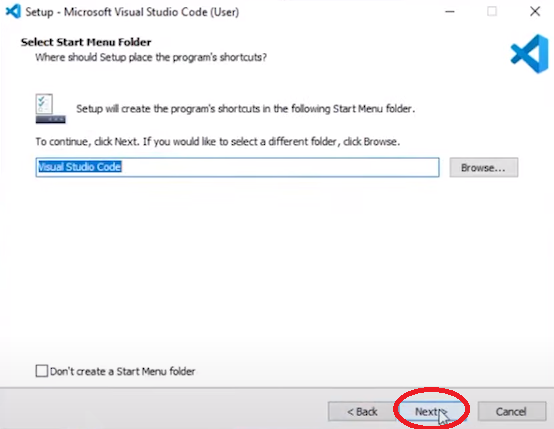 Setup - Microsoft Visual Studio Code (User)
Select Start Menu Folder
Where should Setup place the program's shortcuts?
Setup will create the program's shortcuts in the following Start Menu folder.
To continue, click Next. If you would like to select a different folder, click Browse.
Visual Studio Code
Browse...
Don't create a Start Menu folder
< Back
Next >
Cancel